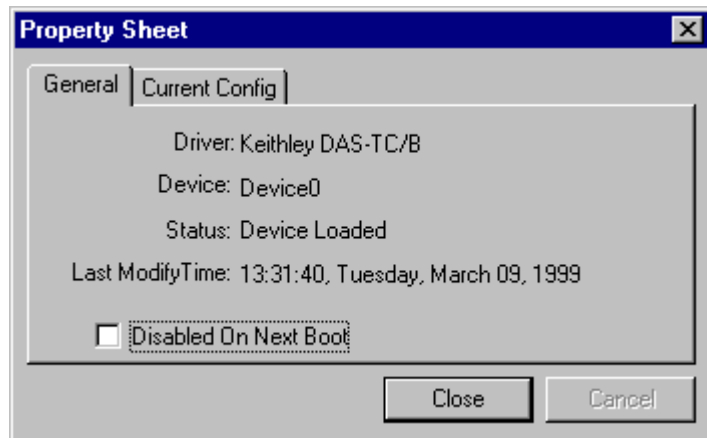 Property Sheet
General Current Config
Driver: Keithley DAS-TC/B
Device: Device0
Status: Device Loaded
Last ModifyTime: 13:31:40, Tuesday, March 09, 1999
Disabled On Next Boot
Close Cancel